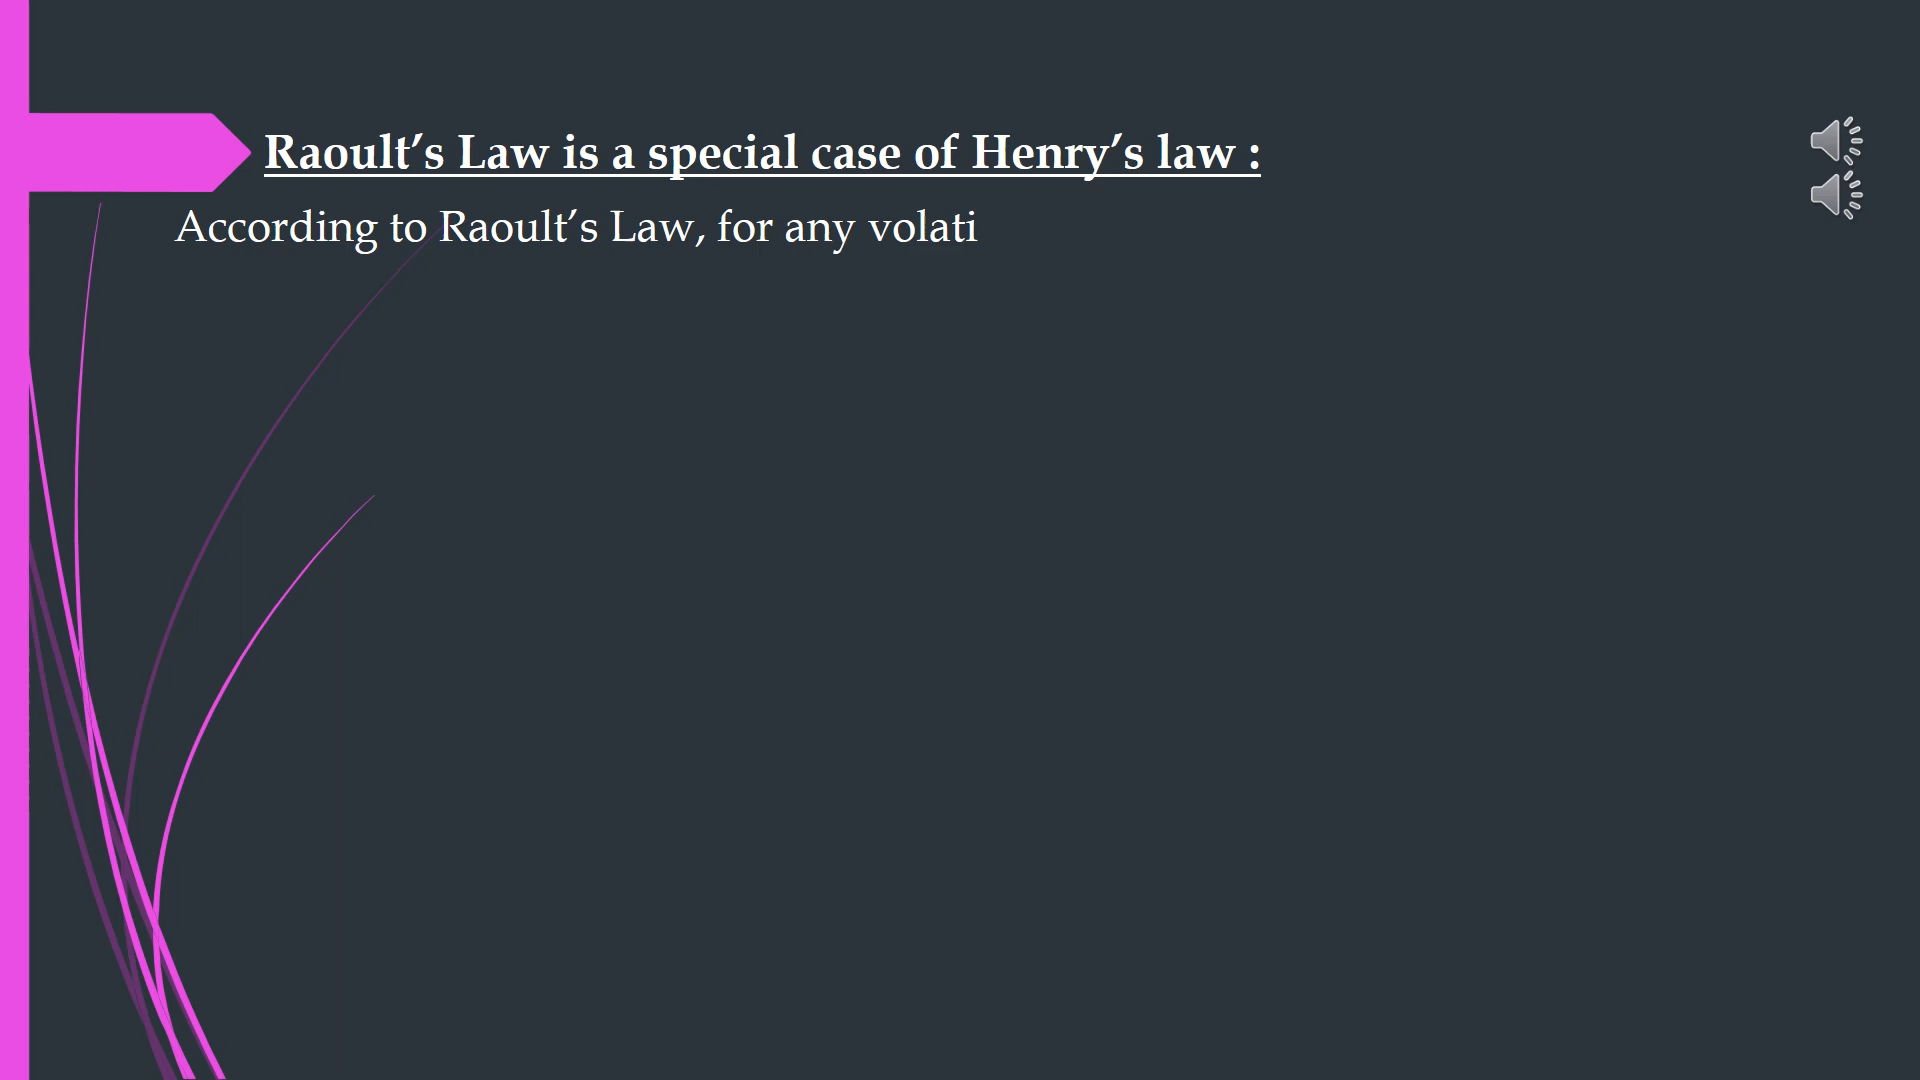 Raoult’s Law is a special case of Henry’s law :
According to Raoult’s Law, for any volati